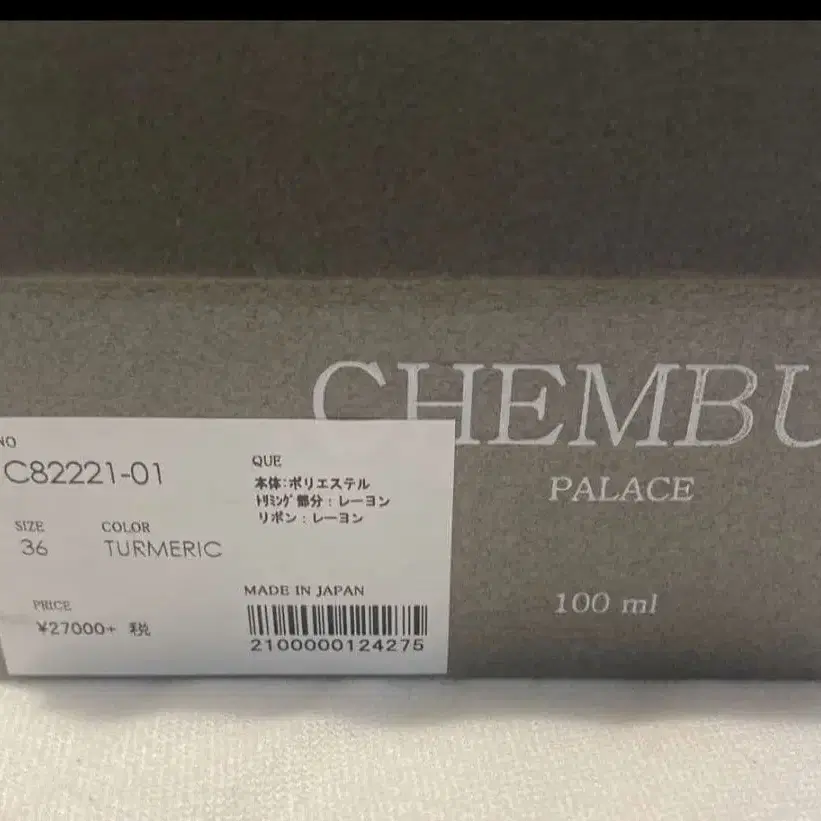 NO
C82221-01
SIZE
36
COLOR
TURMERIC
PRICE
¥27000+ 税
QUE
本体:ポリエステル
ﾄﾘﾐﾝｸﾞ部分:レーヨン
リボン:レーヨン
MADE IN JAPAN
2100000124275
CHEMBU
PALACE
100 ml